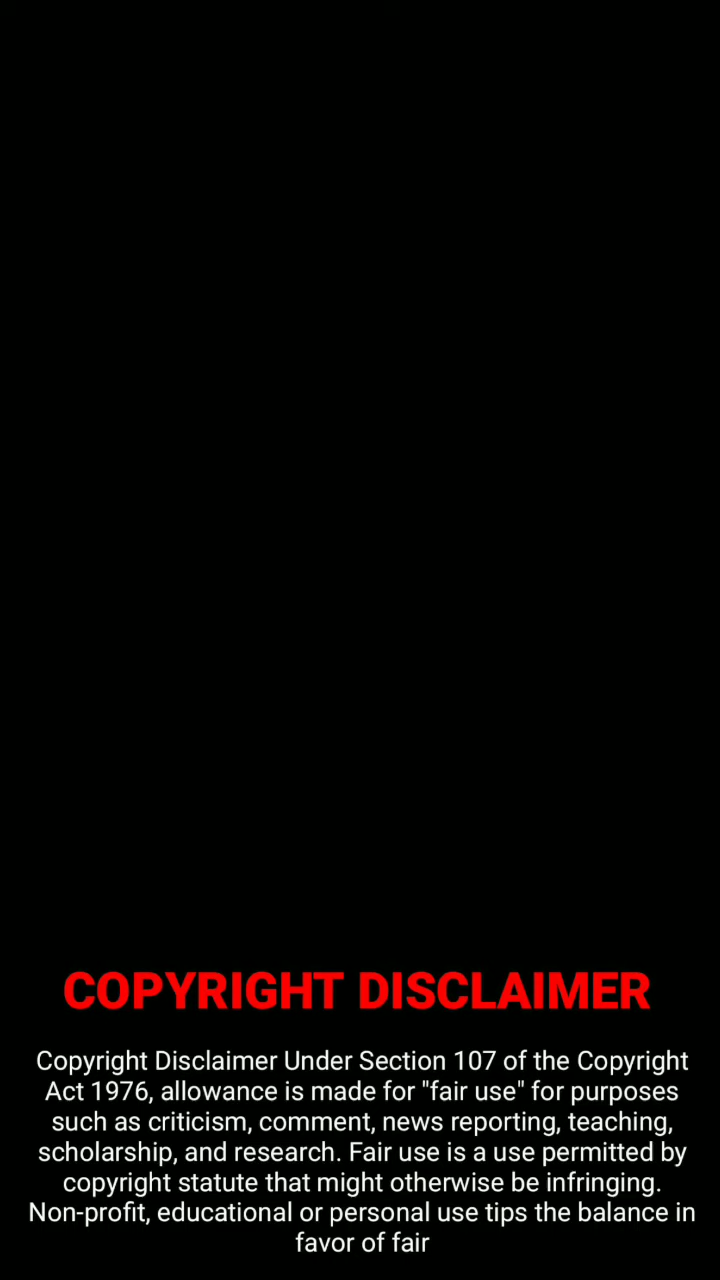 COPYRIGHT DISCLAIMER
Copyright Disclaimer Under Section 107 of the Copyright
Act 1976, allowance is made for "fair use" for purposes
such as criticism, comment, news reporting, teaching,
scholarship, and research. Fair use is a use permitted by
copyright statute that might otherwise be infringing.
Non-profit, educational or personal use tips the balance in
favor of fair